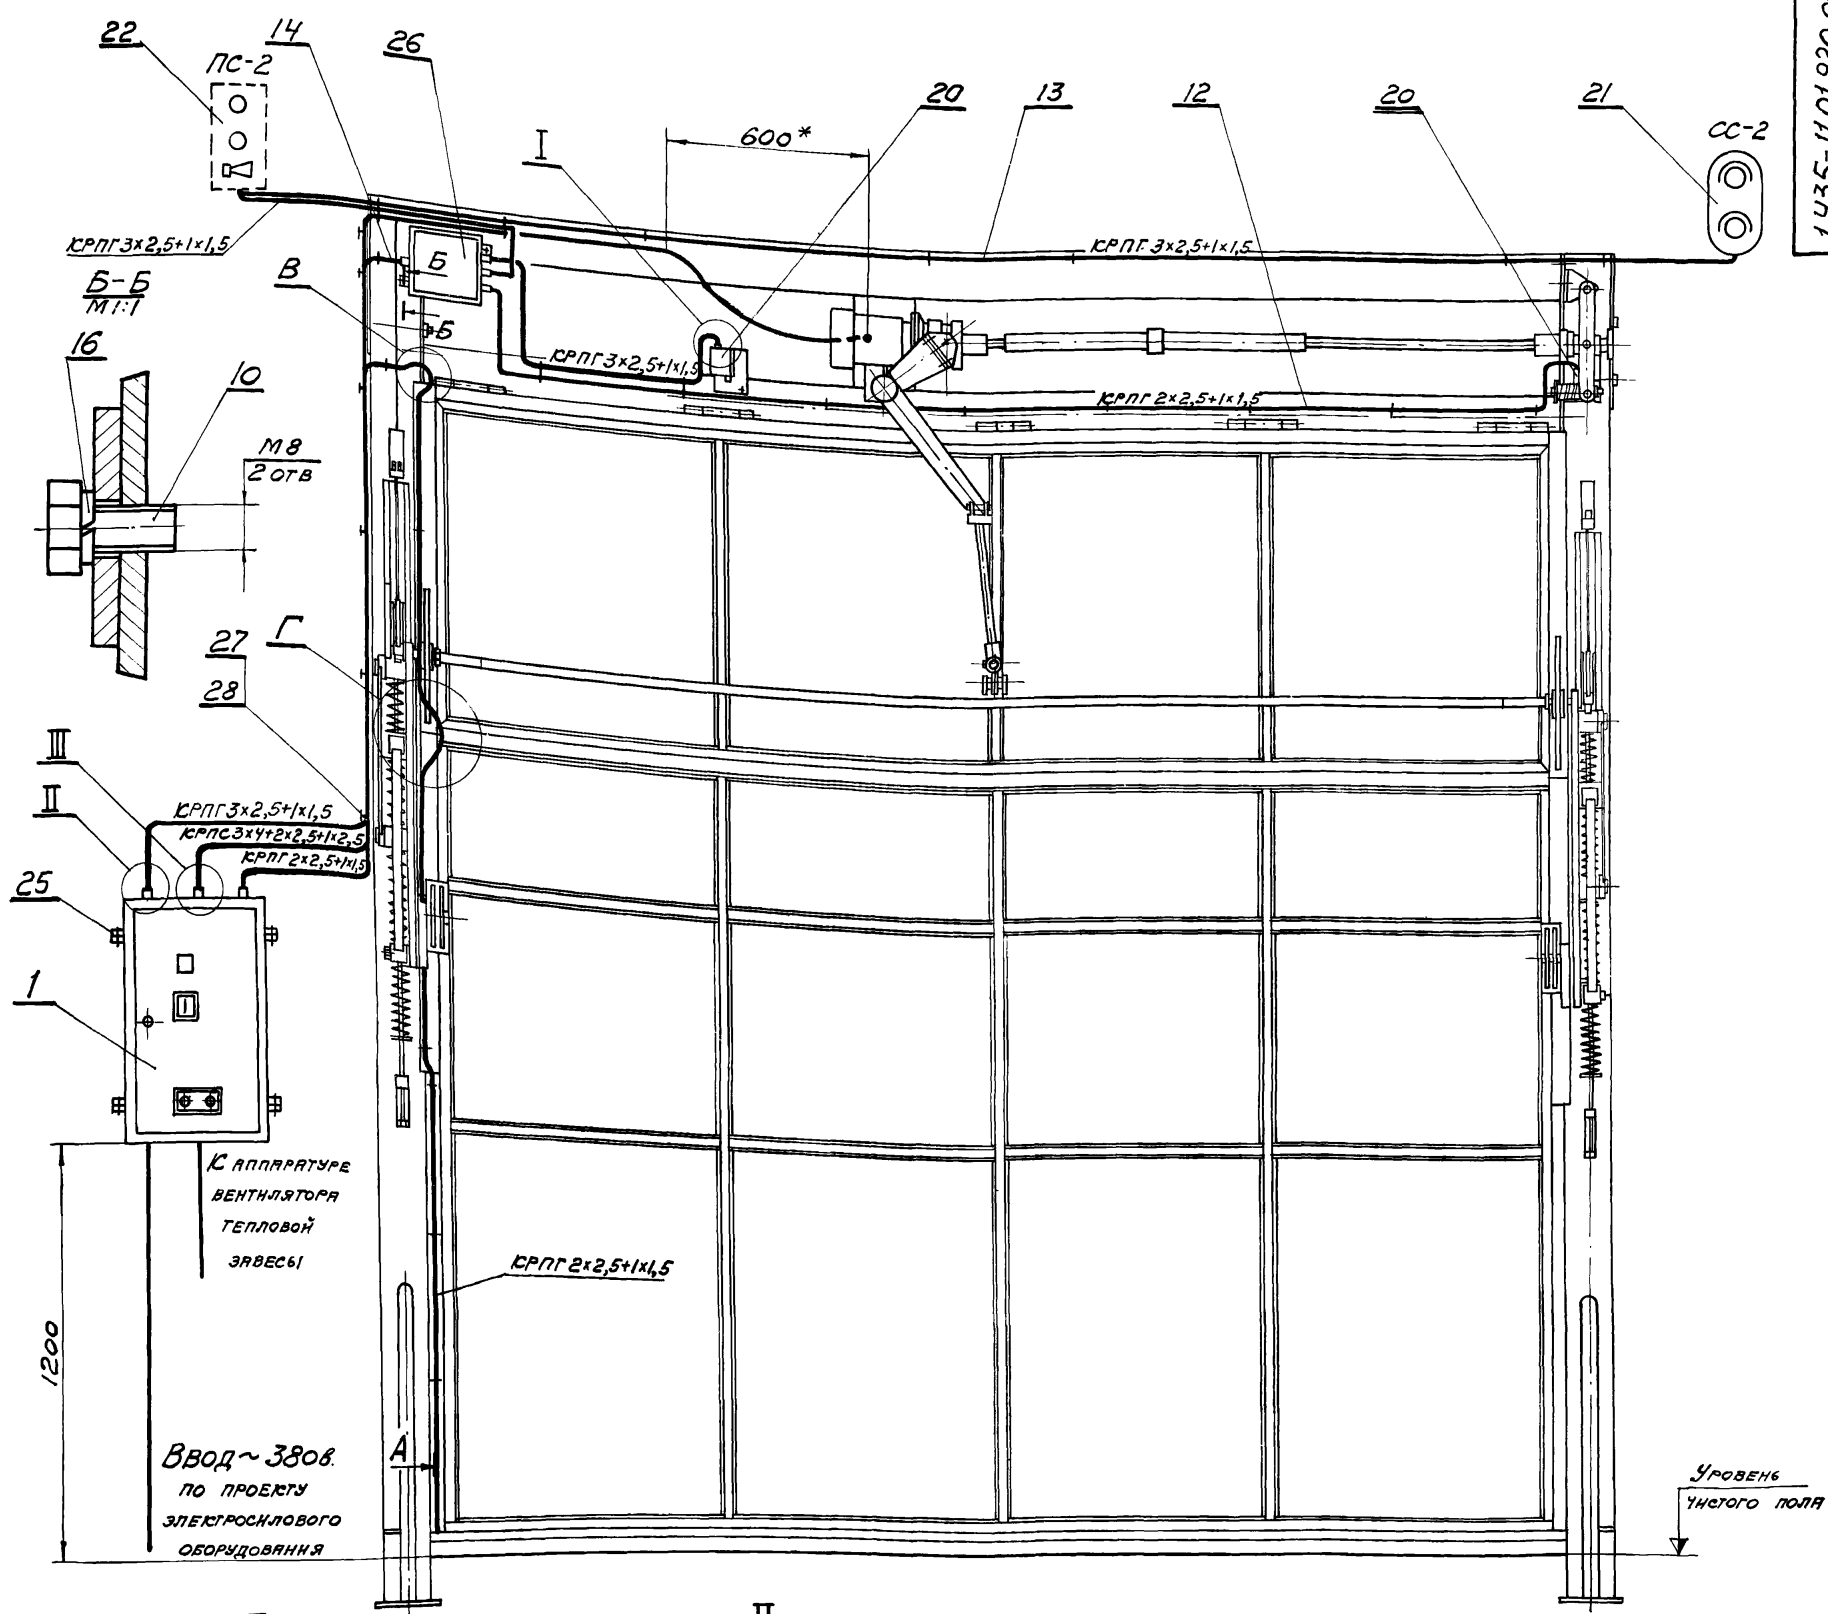 22
14
26
ПС-2
I
600*
20
13
12
20
21
СС-2
КРПГ 3×2,5+1×1,5
КРПГ 3×2,5+1×1,5
Б-Б
М1:1
В
Б
Б
КРПГ 3×2,5+1×1,5
КРПГ 2×2,5+1×1,5
16
10
М8
2 ОТВ
27
28
Г
III
II
КРПГ 3×2,5+1×1,5
КРПС 3×4+2×2,5+1×2,5
КРПГ 2×2,5+1×1,5
25
1
К АППАРАТУРЕ
ВЕНТИЛЯТОРА
ТЕПЛОВОЙ
ЗАВЕСЫ
КРПГ 2×2,5+1×1,5
1200
А
Ввод ~ 380в.
ПО ПРОЕКТУ
ЭЛЕКТРОСИЛОВОГО
ОБОРУДОВАНИЯ
УРОВЕНЬ
ЧИСТОГО ПОЛА
II